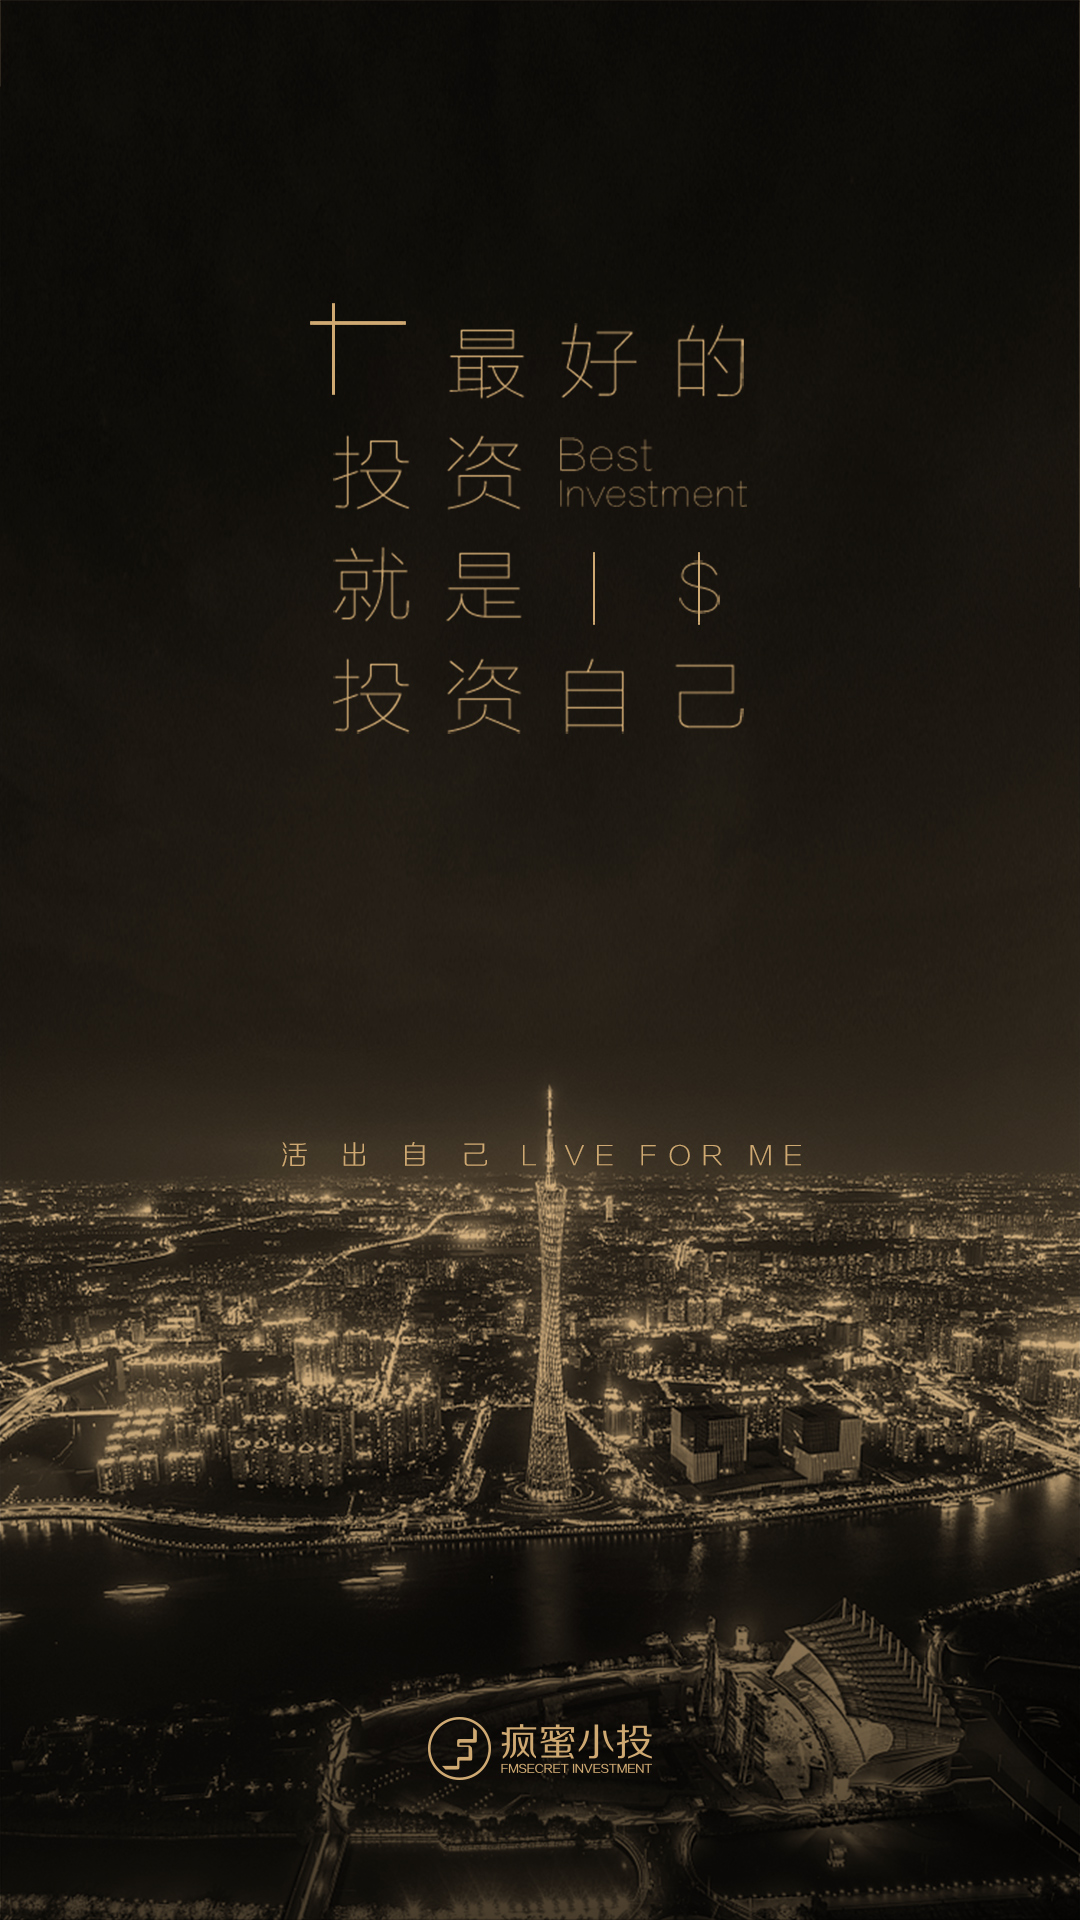 最好的
投资 Best Investment
就是 | $
投资自己
活出自己 LIVE FOR ME
疯蜜小投
FMSECRET INVESTMENT